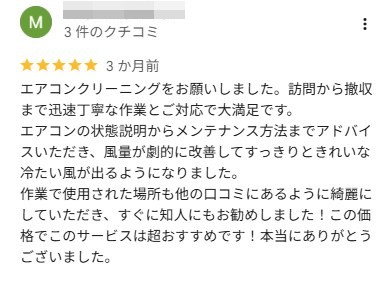 M
3 件のクチコミ
★★★★★ 3 か月前
エアコンクリーニングをお願いしました。訪問から撤収
まで迅速丁寧な作業とご対応で大満足です。
エアコンの状態説明からメンテナンス方法までアドバイ
スいただき、風量が劇的に改善してすっきりときれいな
冷たい風が出るようになりました。
作業で使用された場所も他の口コミにあるように綺麗に
していただき、すぐに知人にもお勧めしました！この価
格でこのサービスは超おすすめです！本当にありがとう
ございました。